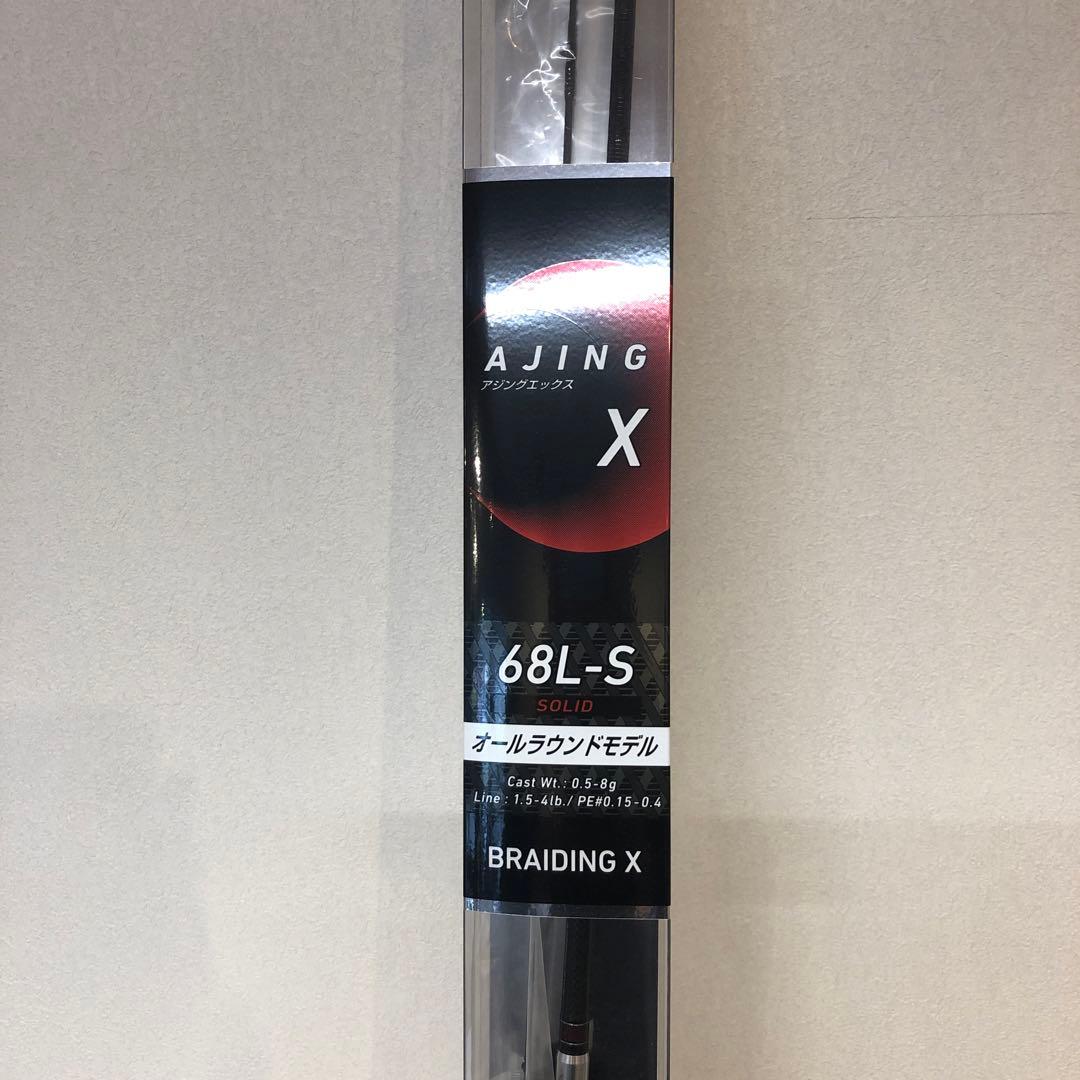 AJING
アジングエックス
X
68L-S
SOLID
オールラウンドモデル
Cast Wt.: 0.5-8g
Line : 1.5-4lb./ PE#0.15-0.4
BRAIDING X